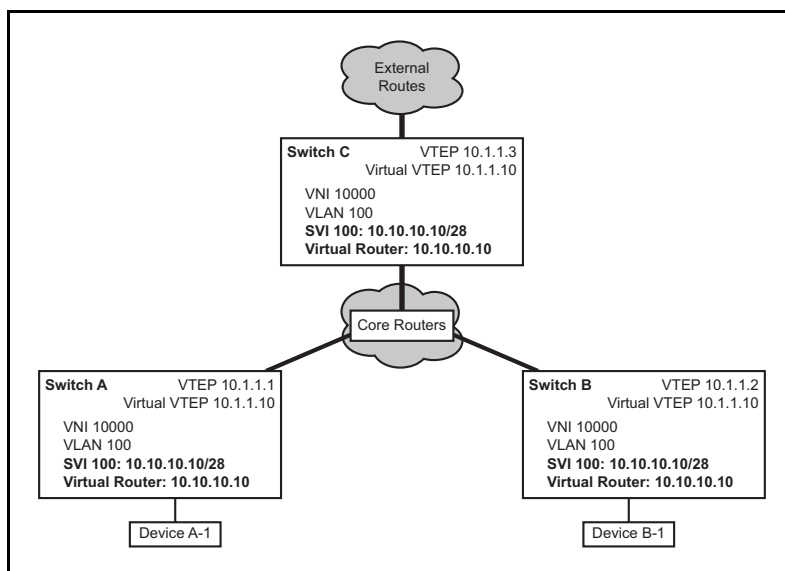 External
Routes
Switch C VTEP 10.1.1.3
Virtual VTEP 10.1.1.10
VNI 10000
VLAN 100
SVI 100: 10.10.10.10/28
Virtual Router: 10.10.10.10
Core Routers
Switch A VTEP 10.1.1.1
Virtual VTEP 10.1.1.10
VNI 10000
VLAN 100
SVI 100: 10.10.10.10/28
Virtual Router: 10.10.10.10
Device A-1
Switch B VTEP 10.1.1.2
Virtual VTEP 10.1.1.10
VNI 10000
VLAN 100
SVI 100: 10.10.10.10/28
Virtual Router: 10.10.10.10
Device B-1